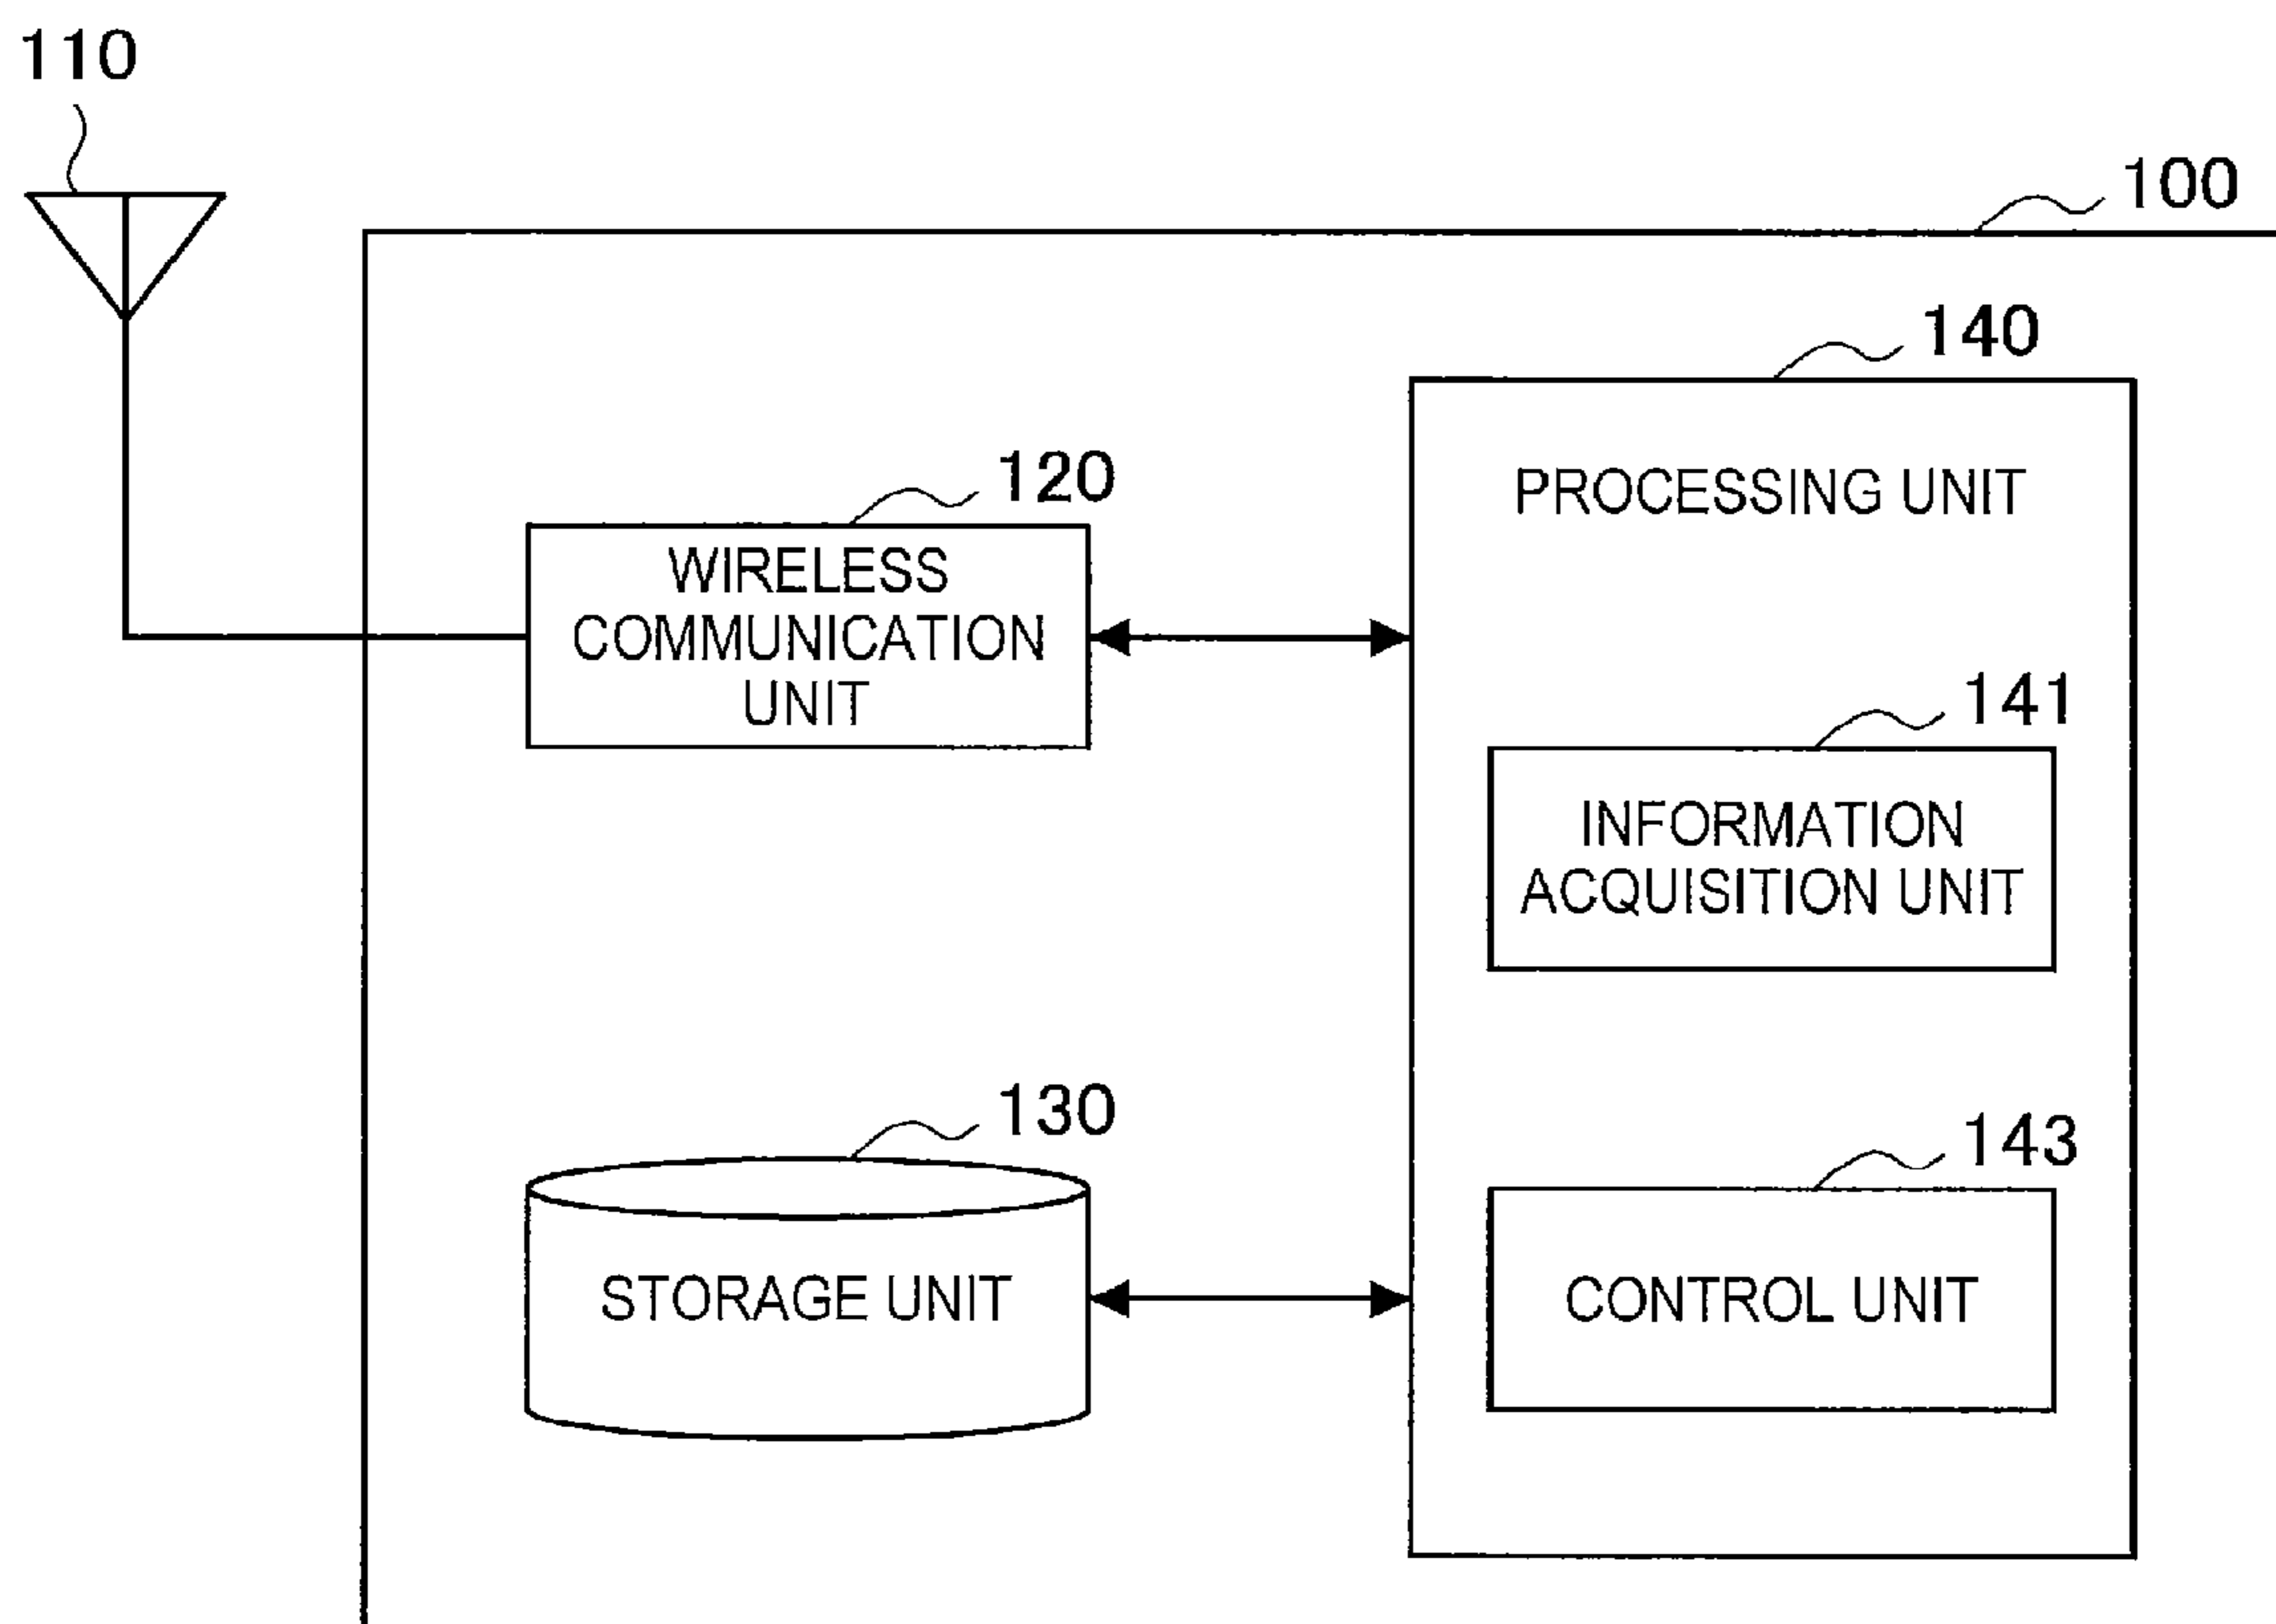 110
100
140
PROCESSING UNIT
120
WIRELESS
COMMUNICATION
UNIT
141
INFORMATION
ACQUISITION UNIT
130
STORAGE UNIT
143
CONTROL UNIT